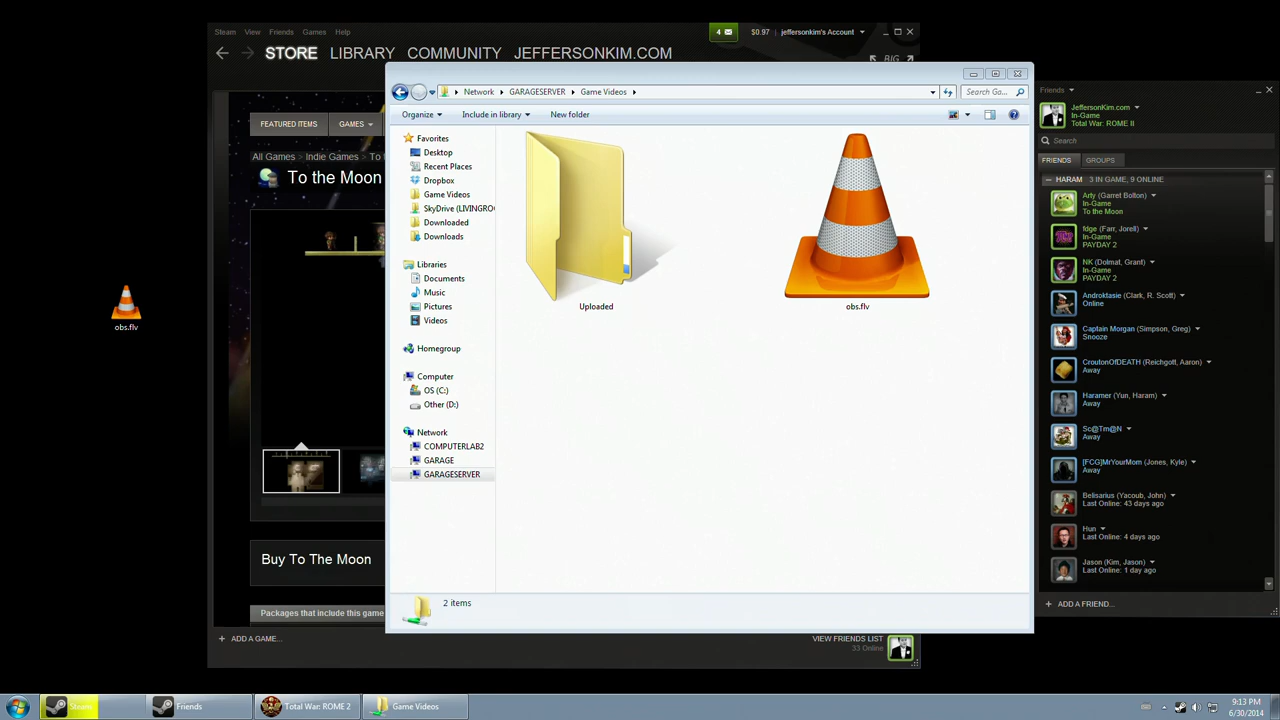 Steam View Friends Games Help
4 $0.97 jeffersonkim's Account
STORE LIBRARY COMMUNITY JEFFERSONKIM.COM
BIG
FEATURED ITEMS GAMES
All Games > Indie Games > To t
To the Moon
Buy To The Moon
Packages that include this game
+ ADD A GAME...
VIEW FRIENDS LIST
33 Online
Network GARAGESERVER Game Videos
Search Ga...
Organize Include in library New folder
Favorites
Desktop
Recent Places
Dropbox
Game Videos
SkyDrive (LIVINGRO
Downloaded
Downloads
Libraries
Documents
Music
Pictures
Videos
Homegroup
Computer
OS (C:)
Other (D:)
Network
COMPUTERLAB2
GARAGE
GARAGESERVER
Uploaded
obs.flv
2 items
obs.flv
Friends
JeffersonKim.com
In-Game
Total War: ROME II
Search
FRIENDS GROUPS
HARAM 3 IN GAME, 9 ONLINE
Arty (Garret Bolton)
In-Game
To the Moon
fdge (Farr, Jorell)
In-Game
PAYDAY 2
NK (Dolmat, Grant)
In-Game
PAYDAY 2
Androktasie (Clark, R. Scott)
Online
Captain Morgan (Simpson, Greg)
Snooze
CroutonOfDEATH (Reichgott, Aaron)
Away
Haramer (Yun, Haram)
Away
Sc@Tm@N
Away
[FCG]MrYourMom (Jones, Kyle)
Away
Belisarius (Yacoub, John)
Last Online: 43 days ago
Hun
Last Online: 4 days ago
Jason (Kim, Jason)
Last Online: 1 day ago
+ ADD A FRIEND...
Steam Friends Total War: ROME 2 Game Videos
9:13 PM
6/30/2014